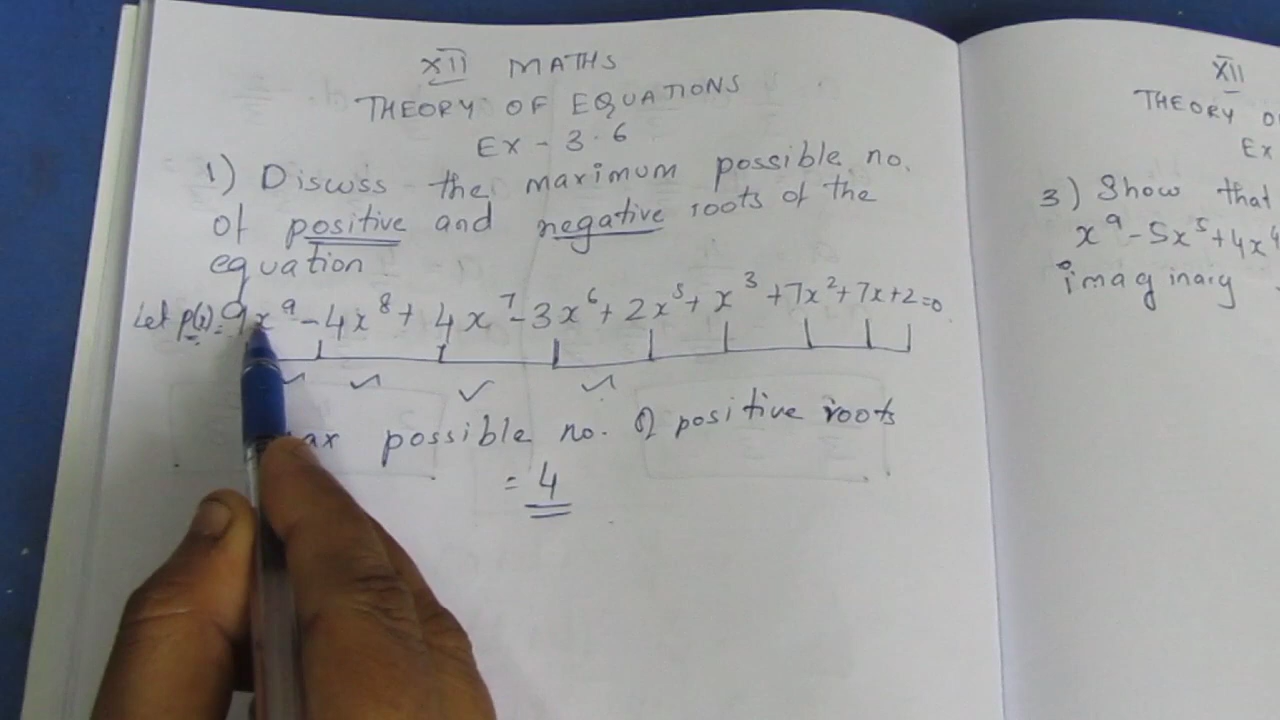 XII MATHS
THEORY OF EQUATIONS
EX - 3.6
1) Discuss the maximum possible no.
of positive and negative roots of the
equation
Let p(x) = 9x⁹ - 4x⁸ + 4x⁷ - 3x⁶ + 2x⁵ + x³ + 7x² + 7x + 2 = 0
max possible no. of positive roots
= 4
XII
THEORY
EX
3) Show that
x⁹ - 5x⁵ + 4x⁴
imaginary